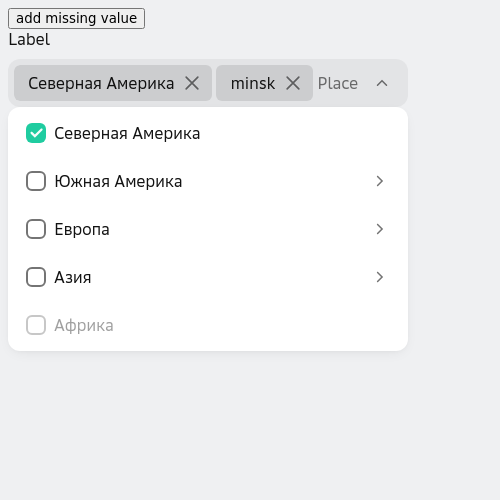 add missing value
Label
Северная Америка minsk Place
Северная Америка
Южная Америка
Европа
Азия
Африка